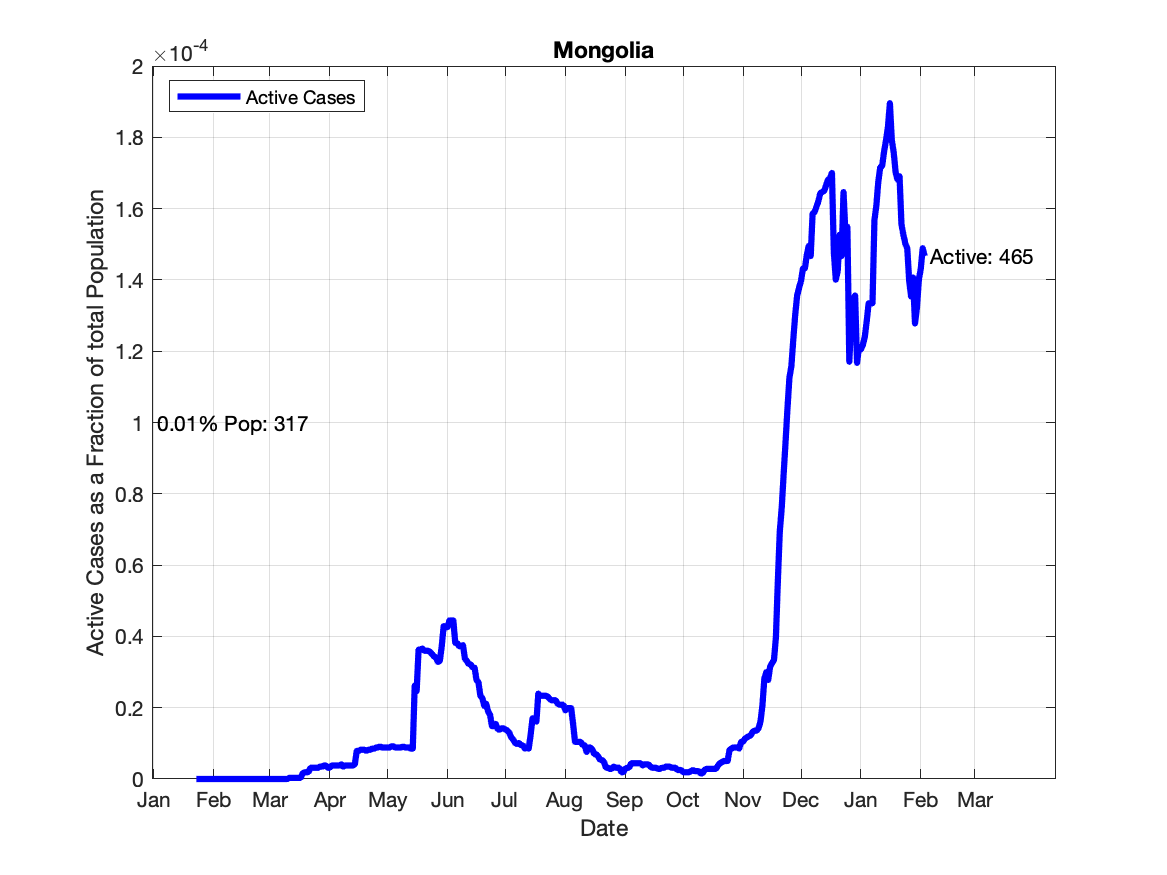 Mongolia
×10-4
2
1.8
1.6
1.4
1.2
1
0.8
0.6
0.4
0.2
0
Active Cases as a Fraction of total Population
Active Cases
Active: 465
0.01% Pop: 317
Jan Feb Mar Apr May Jun Jul Aug Sep Oct Nov Dec Jan Feb Mar
Date